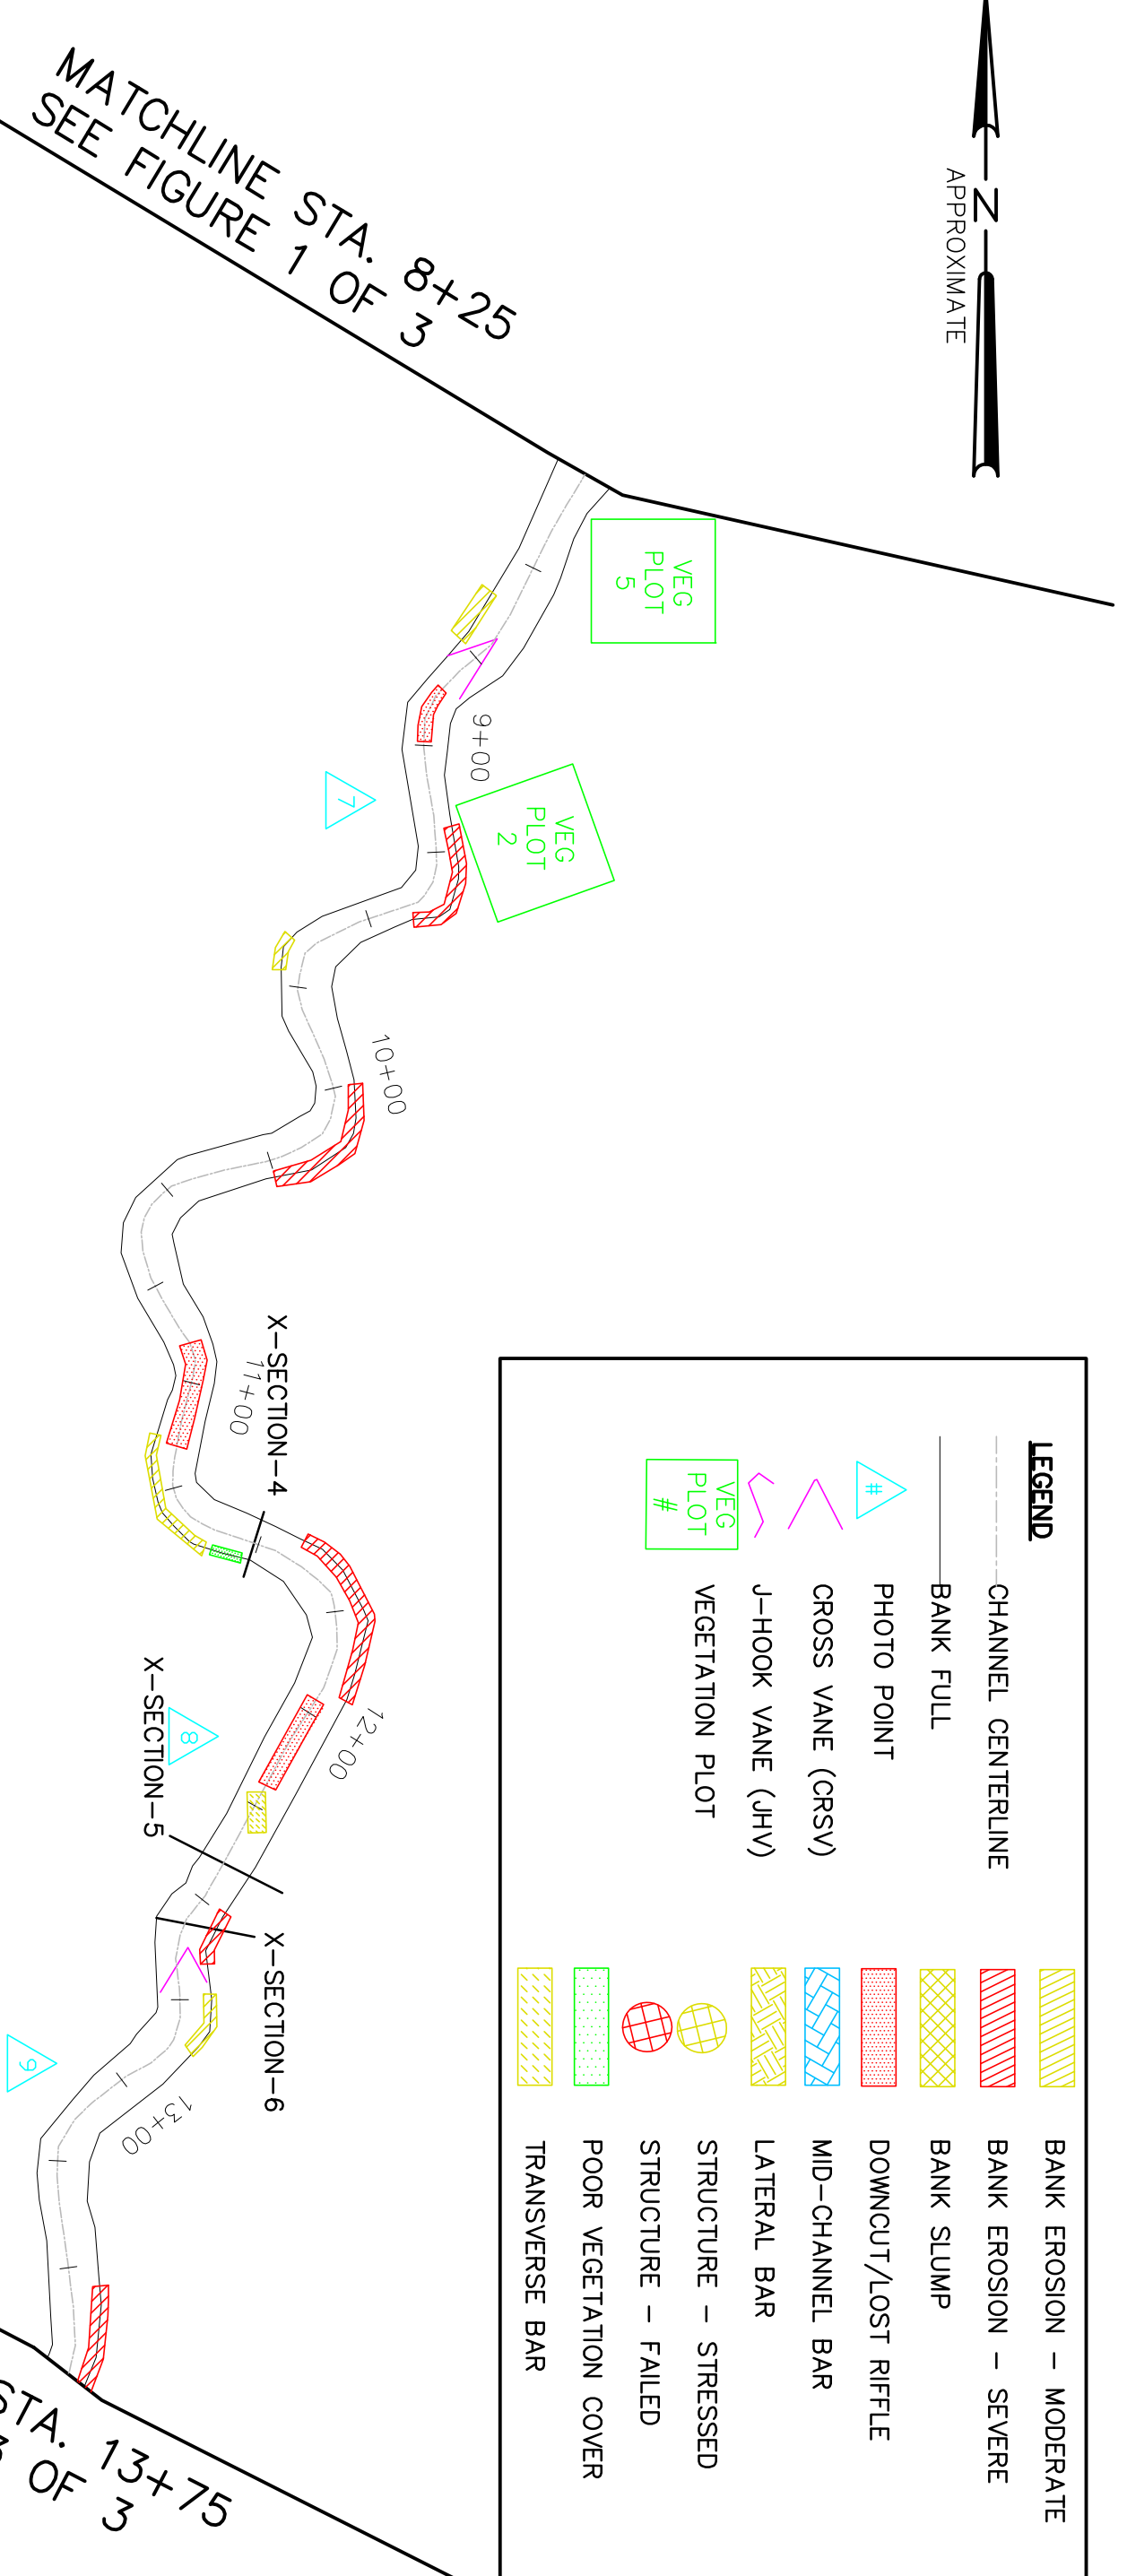 N
APPROXIMATE
MATCHLINE STA. 8+25
SEE FIGURE 1 OF 3
VEG
PLOT
5
9+00
7
VEG
PLOT
2
10+00
X-SECTION-4
11+00
12+00
8
X-SECTION-5
X-SECTION-6
9
13+00
STA. 13+75
3 OF 3
LEGEND
CHANNEL CENTERLINE
BANK FULL
#
PHOTO POINT
CROSS VANE (CRSV)
J-HOOK VANE (JHV)
VEG
PLOT
#
VEGETATION PLOT
BANK EROSION - MODERATE
BANK EROSION - SEVERE
BANK SLUMP
DOWNCUT/LOST RIFFLE
MID-CHANNEL BAR
LATERAL BAR
STRUCTURE - STRESSED
STRUCTURE - FAILED
POOR VEGETATION COVER
TRANSVERSE BAR